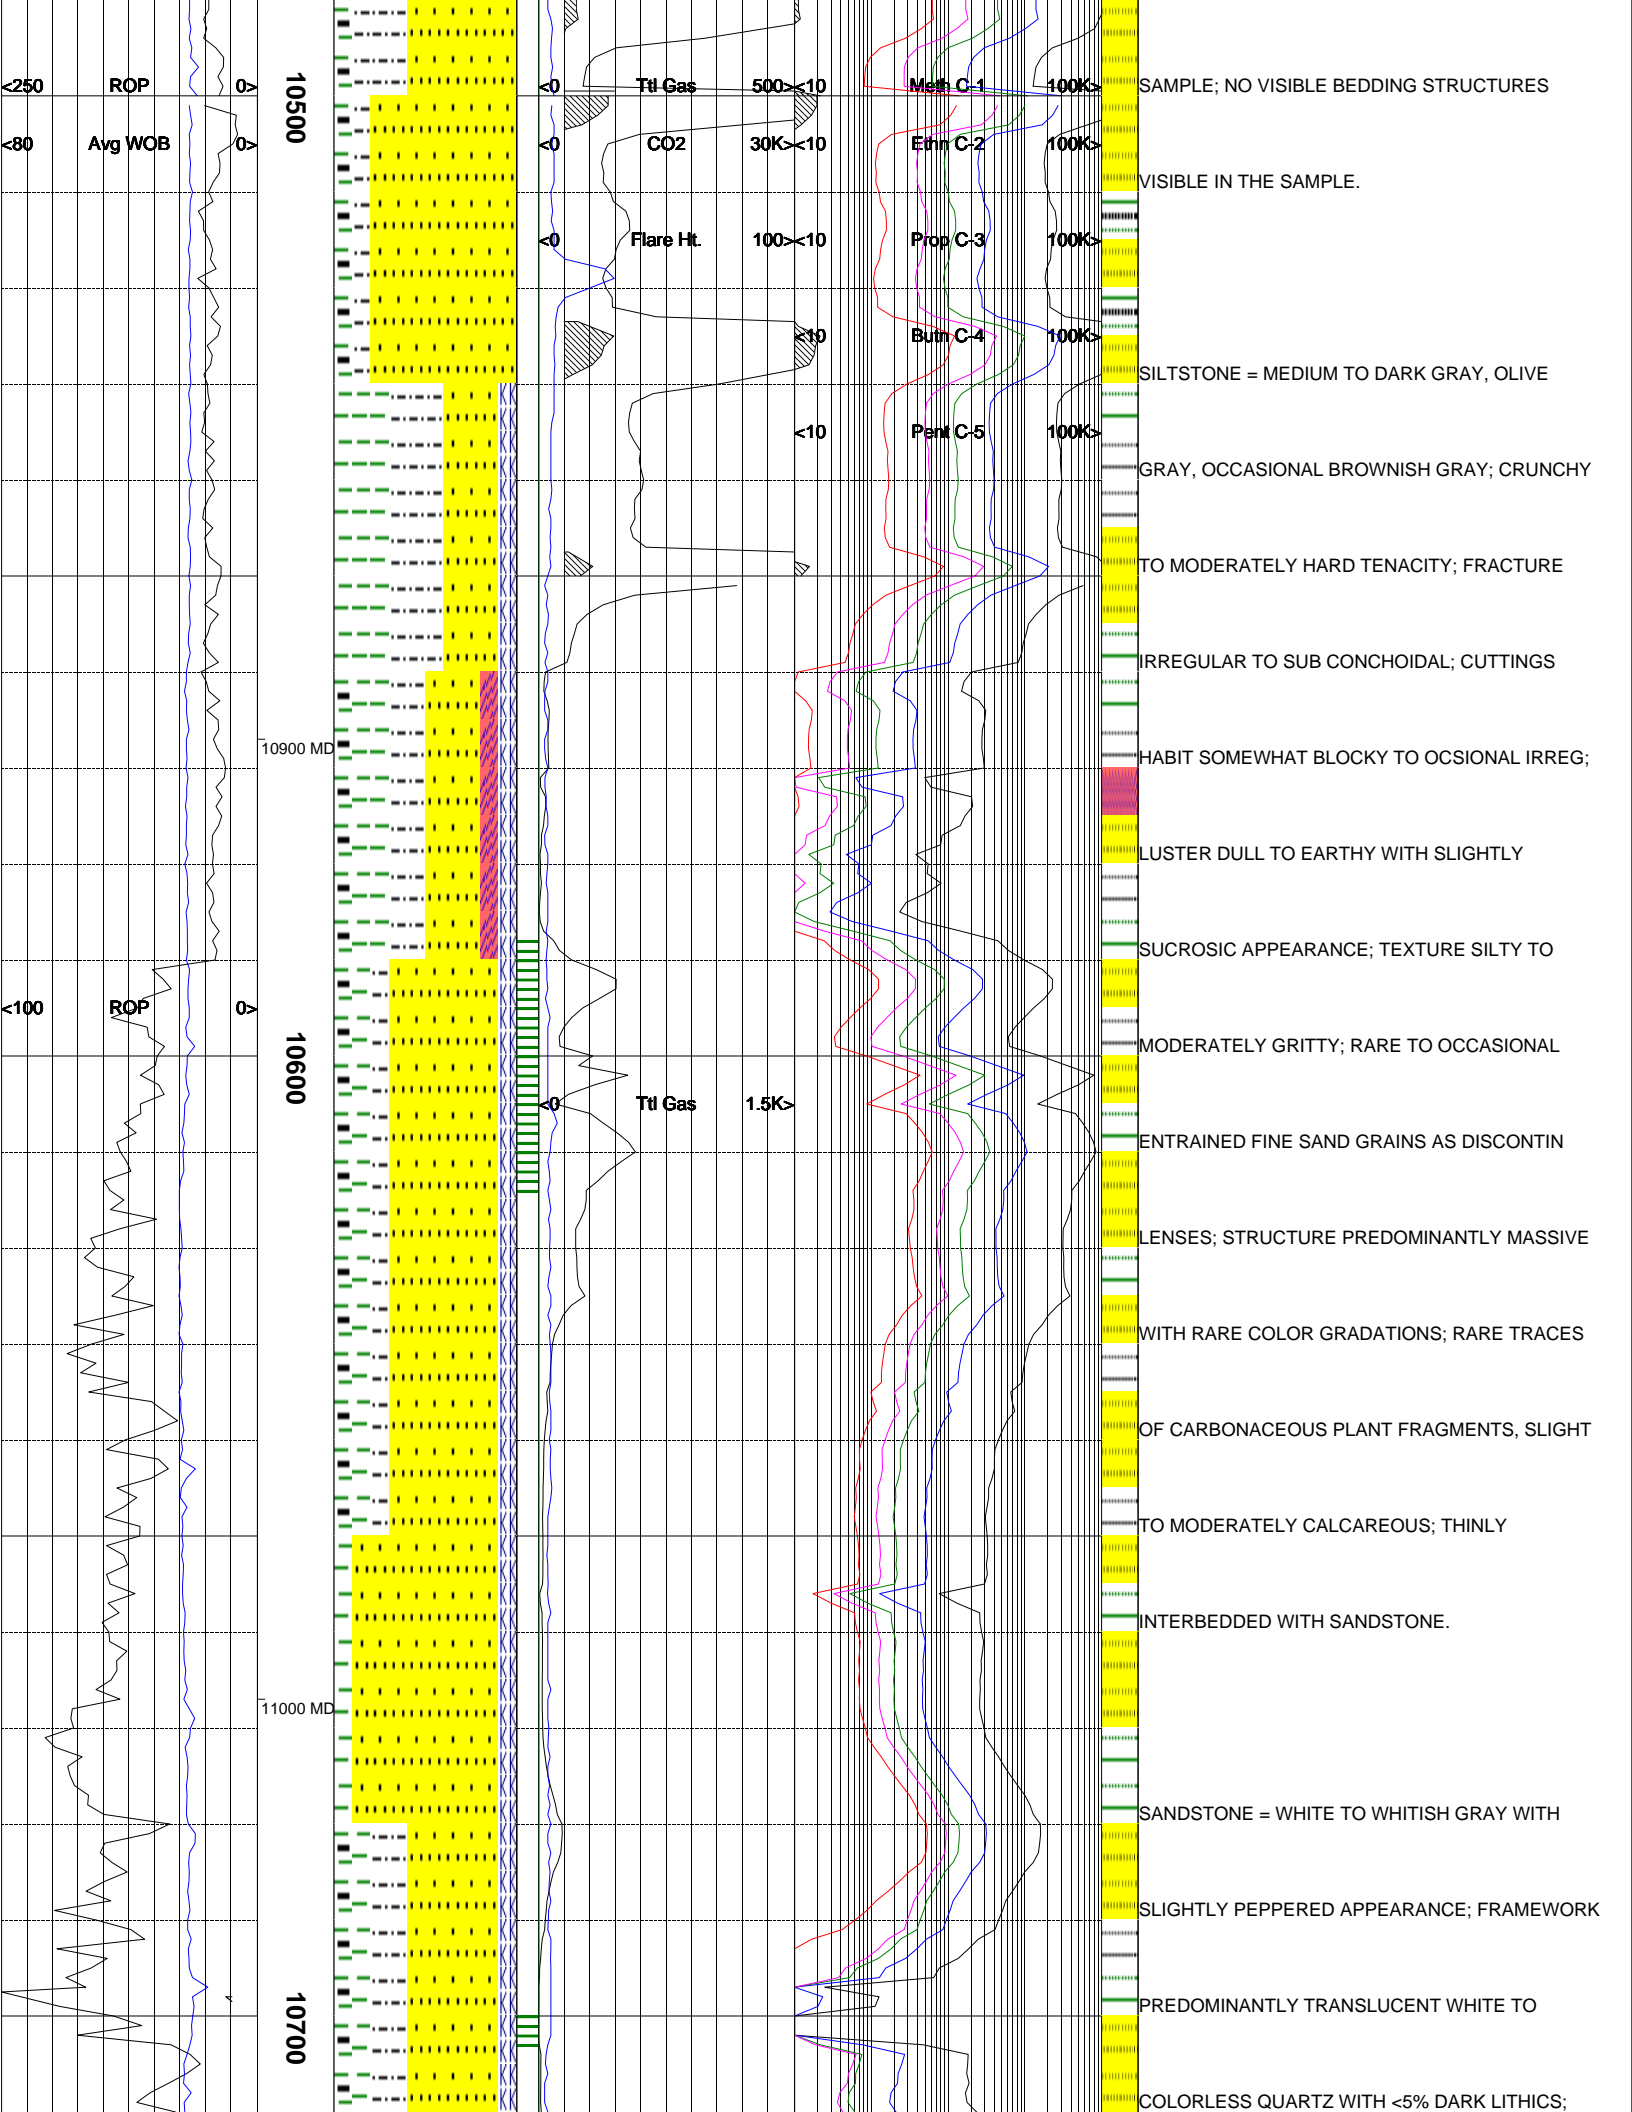 <250 ROP 0> <0 Ttl Gas 500> <10 Meth C-1 100K> SAMPLE; NO VISIBLE BEDDING STRUCTURES
10500
<80 Avg WOB 0> <0 CO2 30K> <10 Ethn C-2 100K>
VISIBLE IN THE SAMPLE.
<0 Flare Ht. 100> <10 Prop C-3 100K>
<10 Butn C-4 100K>
SILTSTONE = MEDIUM TO DARK GRAY, OLIVE
<10 Pent C-5 100K>
GRAY, OCCASIONAL BROWNISH GRAY; CRUNCHY
TO MODERATELY HARD TENACITY; FRACTURE
IRREGULAR TO SUB CONCHOIDAL; CUTTINGS
10900 MD
HABIT SOMEWHAT BLOCKY TO OCSIONAL IRREG;
LUSTER DULL TO EARTHY WITH SLIGHTLY
SUCROSIC APPEARANCE; TEXTURE SILTY TO
<100 ROP 0>
MODERATELY GRITTY; RARE TO OCCASIONAL
10600
<0 Ttl Gas 1.5K>
ENTRAINED FINE SAND GRAINS AS DISCONTIN
LENSES; STRUCTURE PREDOMINANTLY MASSIVE
WITH RARE COLOR GRADATIONS; RARE TRACES
OF CARBONACEOUS PLANT FRAGMENTS, SLIGHT
TO MODERATELY CALCAREOUS; THINLY
INTERBEDDED WITH SANDSTONE.
11000 MD
SANDSTONE = WHITE TO WHITISH GRAY WITH
SLIGHTLY PEPPERED APPEARANCE; FRAMEWORK
PREDOMINANTLY TRANSLUCENT WHITE TO
10700
COLORLESS QUARTZ WITH <5% DARK LITHICS;